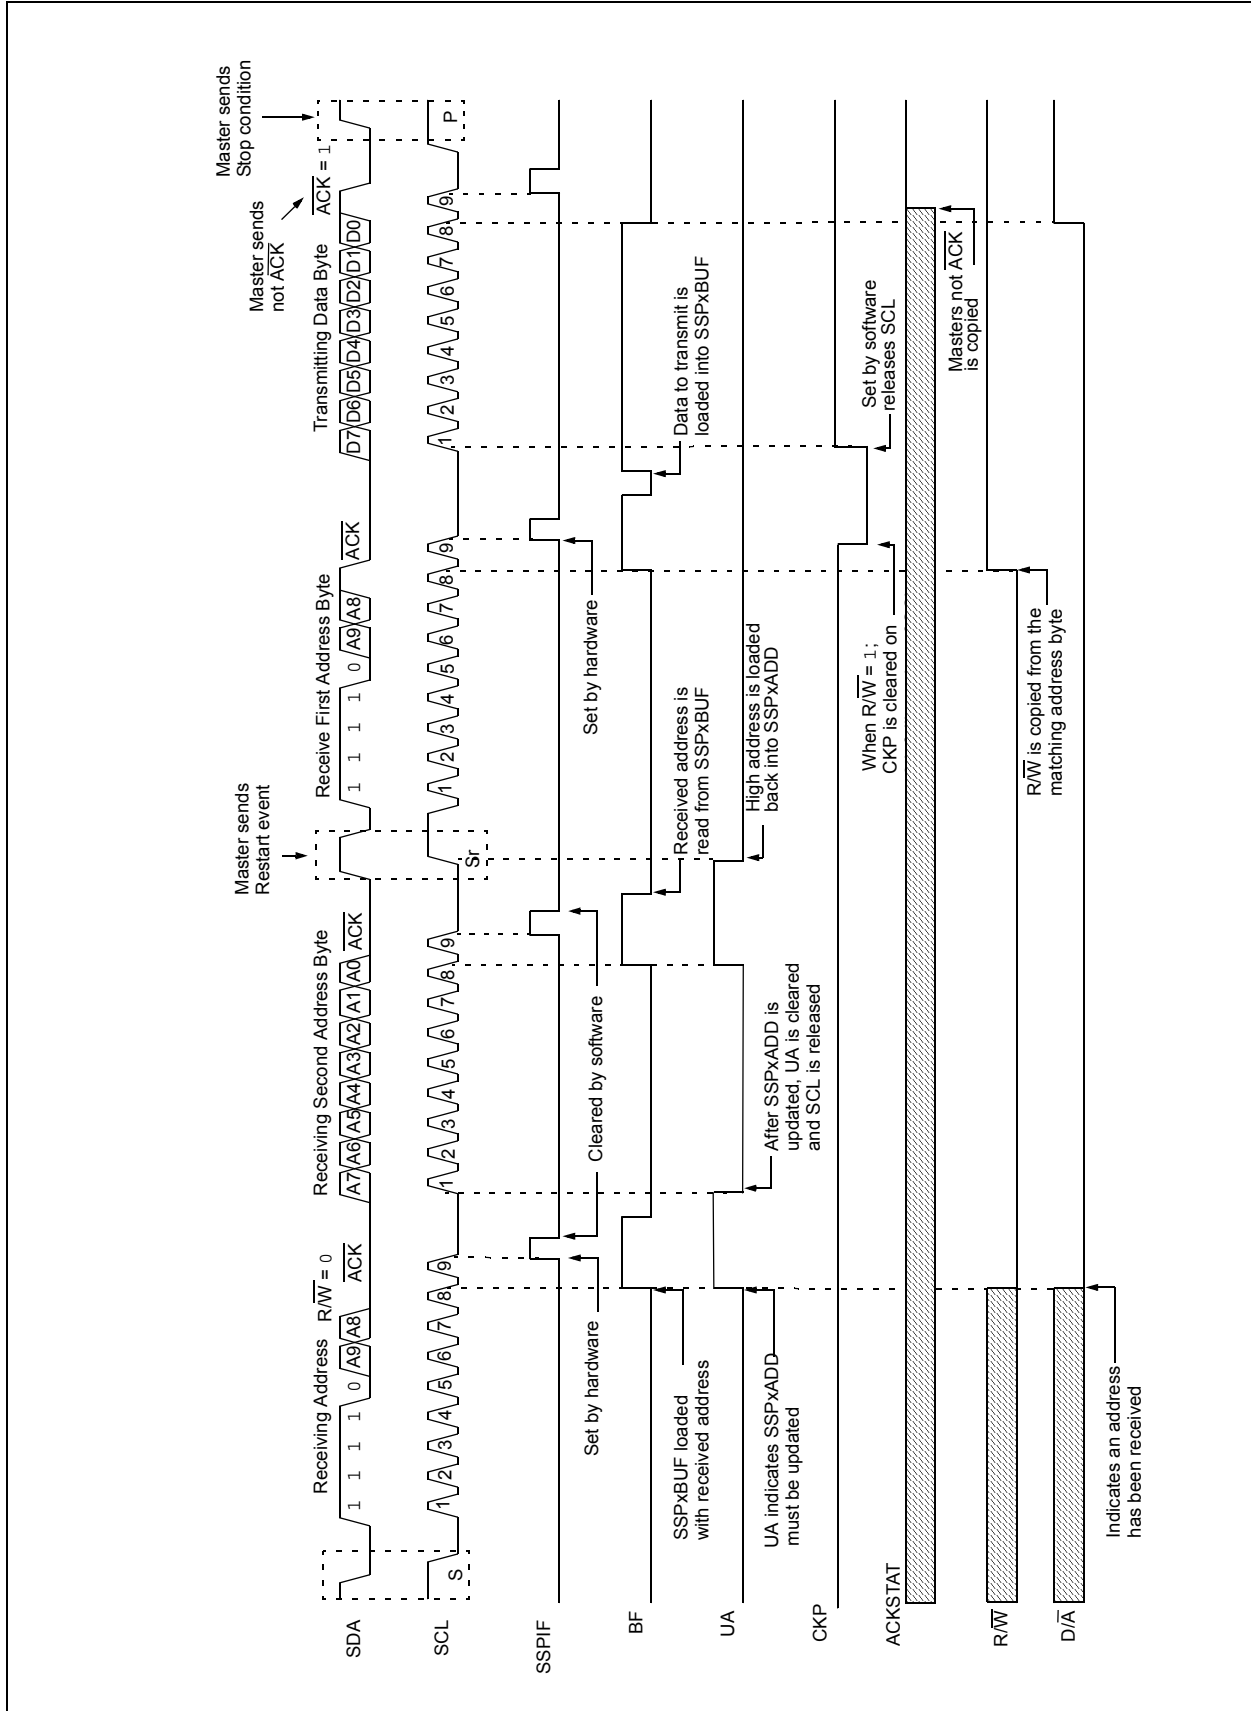 Master sends
Stop condition
Master sends
not A̅C̅K̅
Master sends
Restart event
Receiving Address R/W̅ = 0
Receiving Second Address Byte
Receive First Address Byte
Transmitting Data Byte
A̅C̅K̅ = 1
SDA
1 1 1 1 0 A9 A8 A̅C̅K̅
A7 A6 A5 A4 A3 A2 A1 A0 A̅C̅K̅
1 1 1 1 0 A9 A8 A̅C̅K̅
D7 D6 D5 D4 D3 D2 D1 D0
SCL
S 1 2 3 4 5 6 7 8 9 1 2 3 4 5 6 7 8 9 Sr 1 2 3 4 5 6 7 8 9 1 2 3 4 5 6 7 8 9 P
SSPIF
Set by hardware
Cleared by software
Set by hardware
BF
SSPxBUF loaded
with received address
Received address is
read from SSPxBUF
Data to transmit is
loaded into SSPxBUF
UA
UA indicates SSPxADD
must be updated
After SSPxADD is
updated, UA is cleared
and SCL is released
High address is loaded
back into SSPxADD
CKP
When R/W̅ = 1;
CKP is cleared on
Set by software
releases SCL
ACKSTAT
Masters not A̅C̅K̅
is copied
R/W̅
R/W̅ is copied from the
matching address byte
D/A̅
Indicates an address
has been received